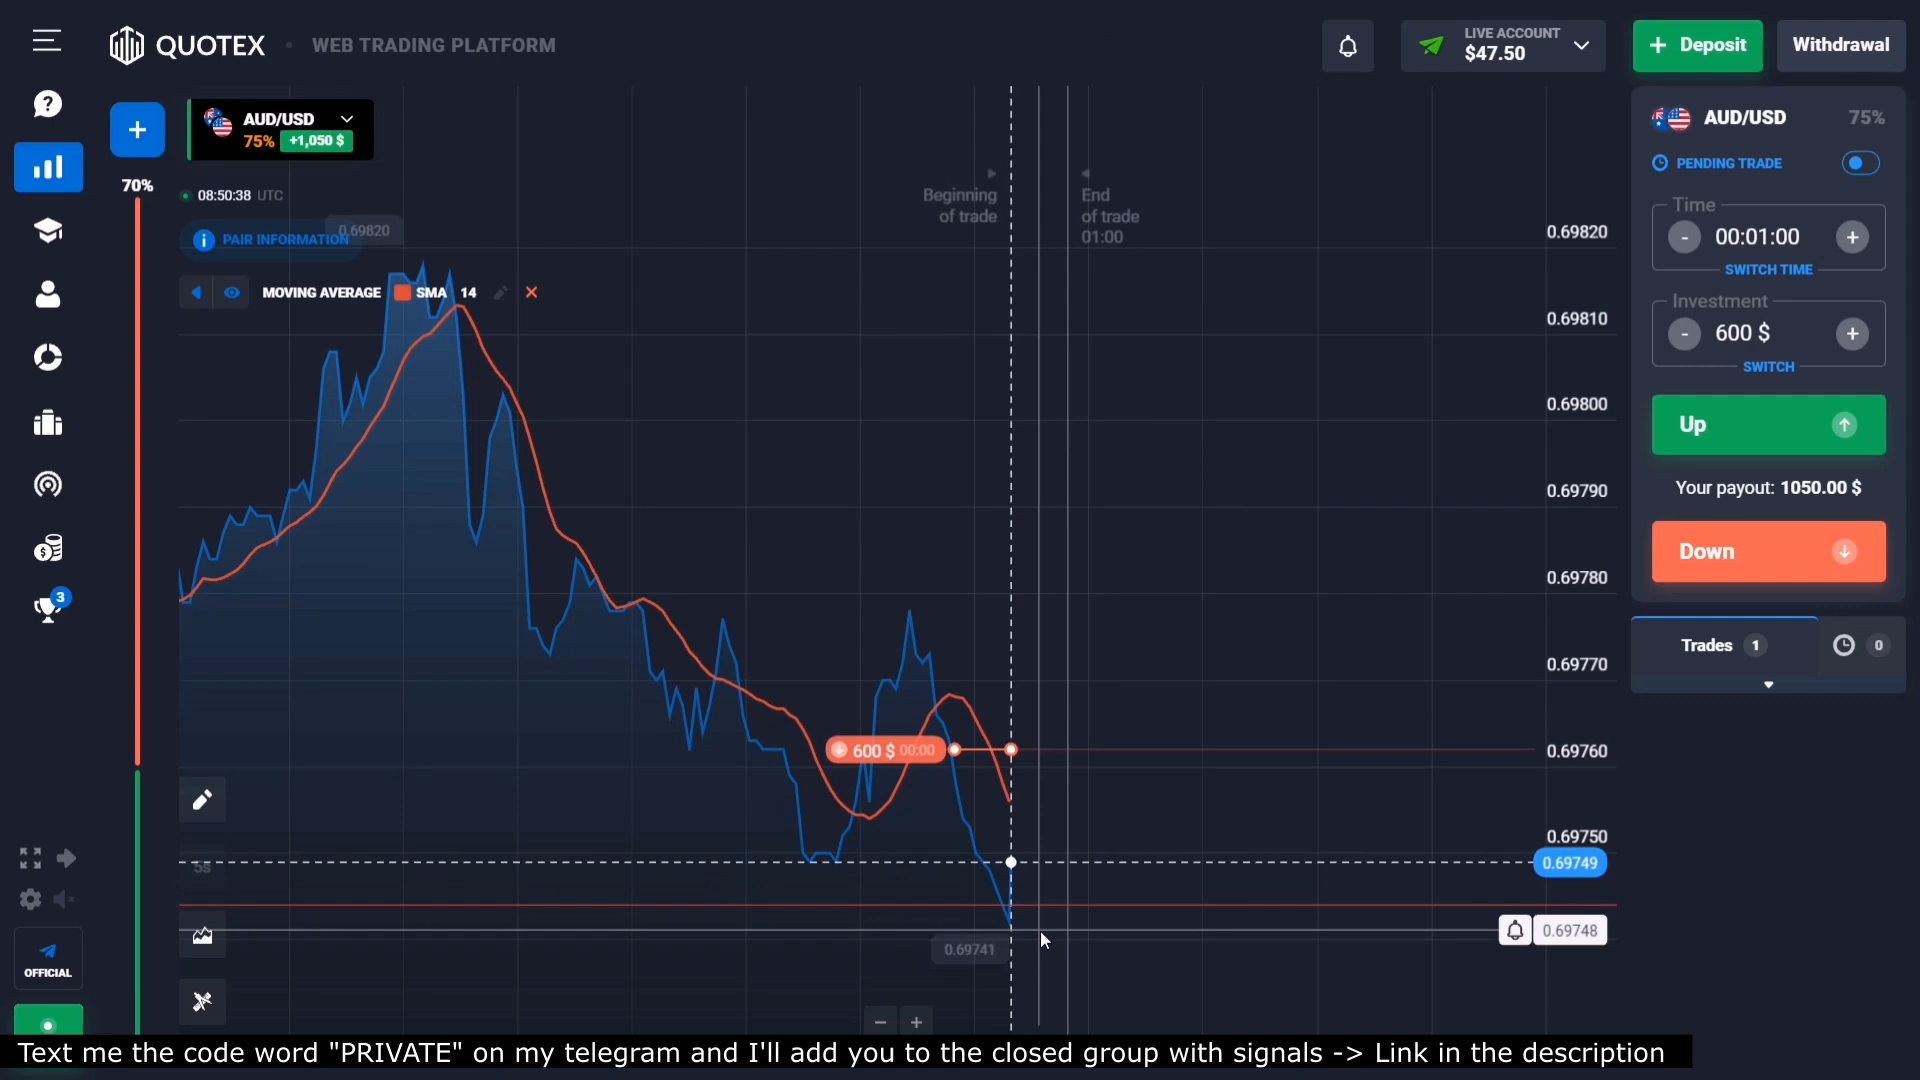 QUOTEX • WEB TRADING PLATFORM
LIVE ACCOUNT
$47.50
+ Deposit
Withdrawal
?
+
AUD/USD
75% +1,050 $
70%
08:50:38 UTC
i PAIR INFORMATION
0.69820
MOVING AVERAGE SMA 14
Beginning
of trade
End
of trade
01:00
0.69820
0.69810
0.69800
0.69790
0.69780
0.69770
0.69760
0.69750
0.69749
0.69748
600 $ 00:00
0.69741
5s
- +
AUD/USD 75%
PENDING TRADE
Time
- 00:01:00 +
SWITCH TIME
Investment
- 600 $ +
SWITCH
Up
Your payout: 1050.00 $
Down
Trades 1
0
3
OFFICIAL
Text me the code word "PRIVATE" on my telegram and I'll add you to the closed group with signals -> Link in the description